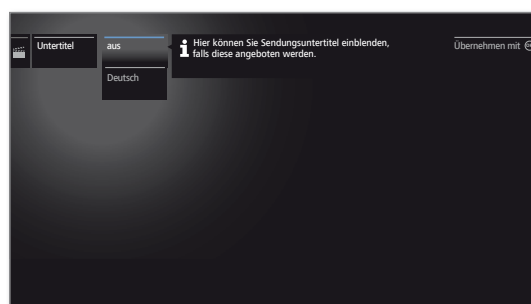 Untertitel
aus
Hier können Sie Sendungsuntertitel einblenden,
falls diese angeboten werden.
Übernehmen mit
Deutsch